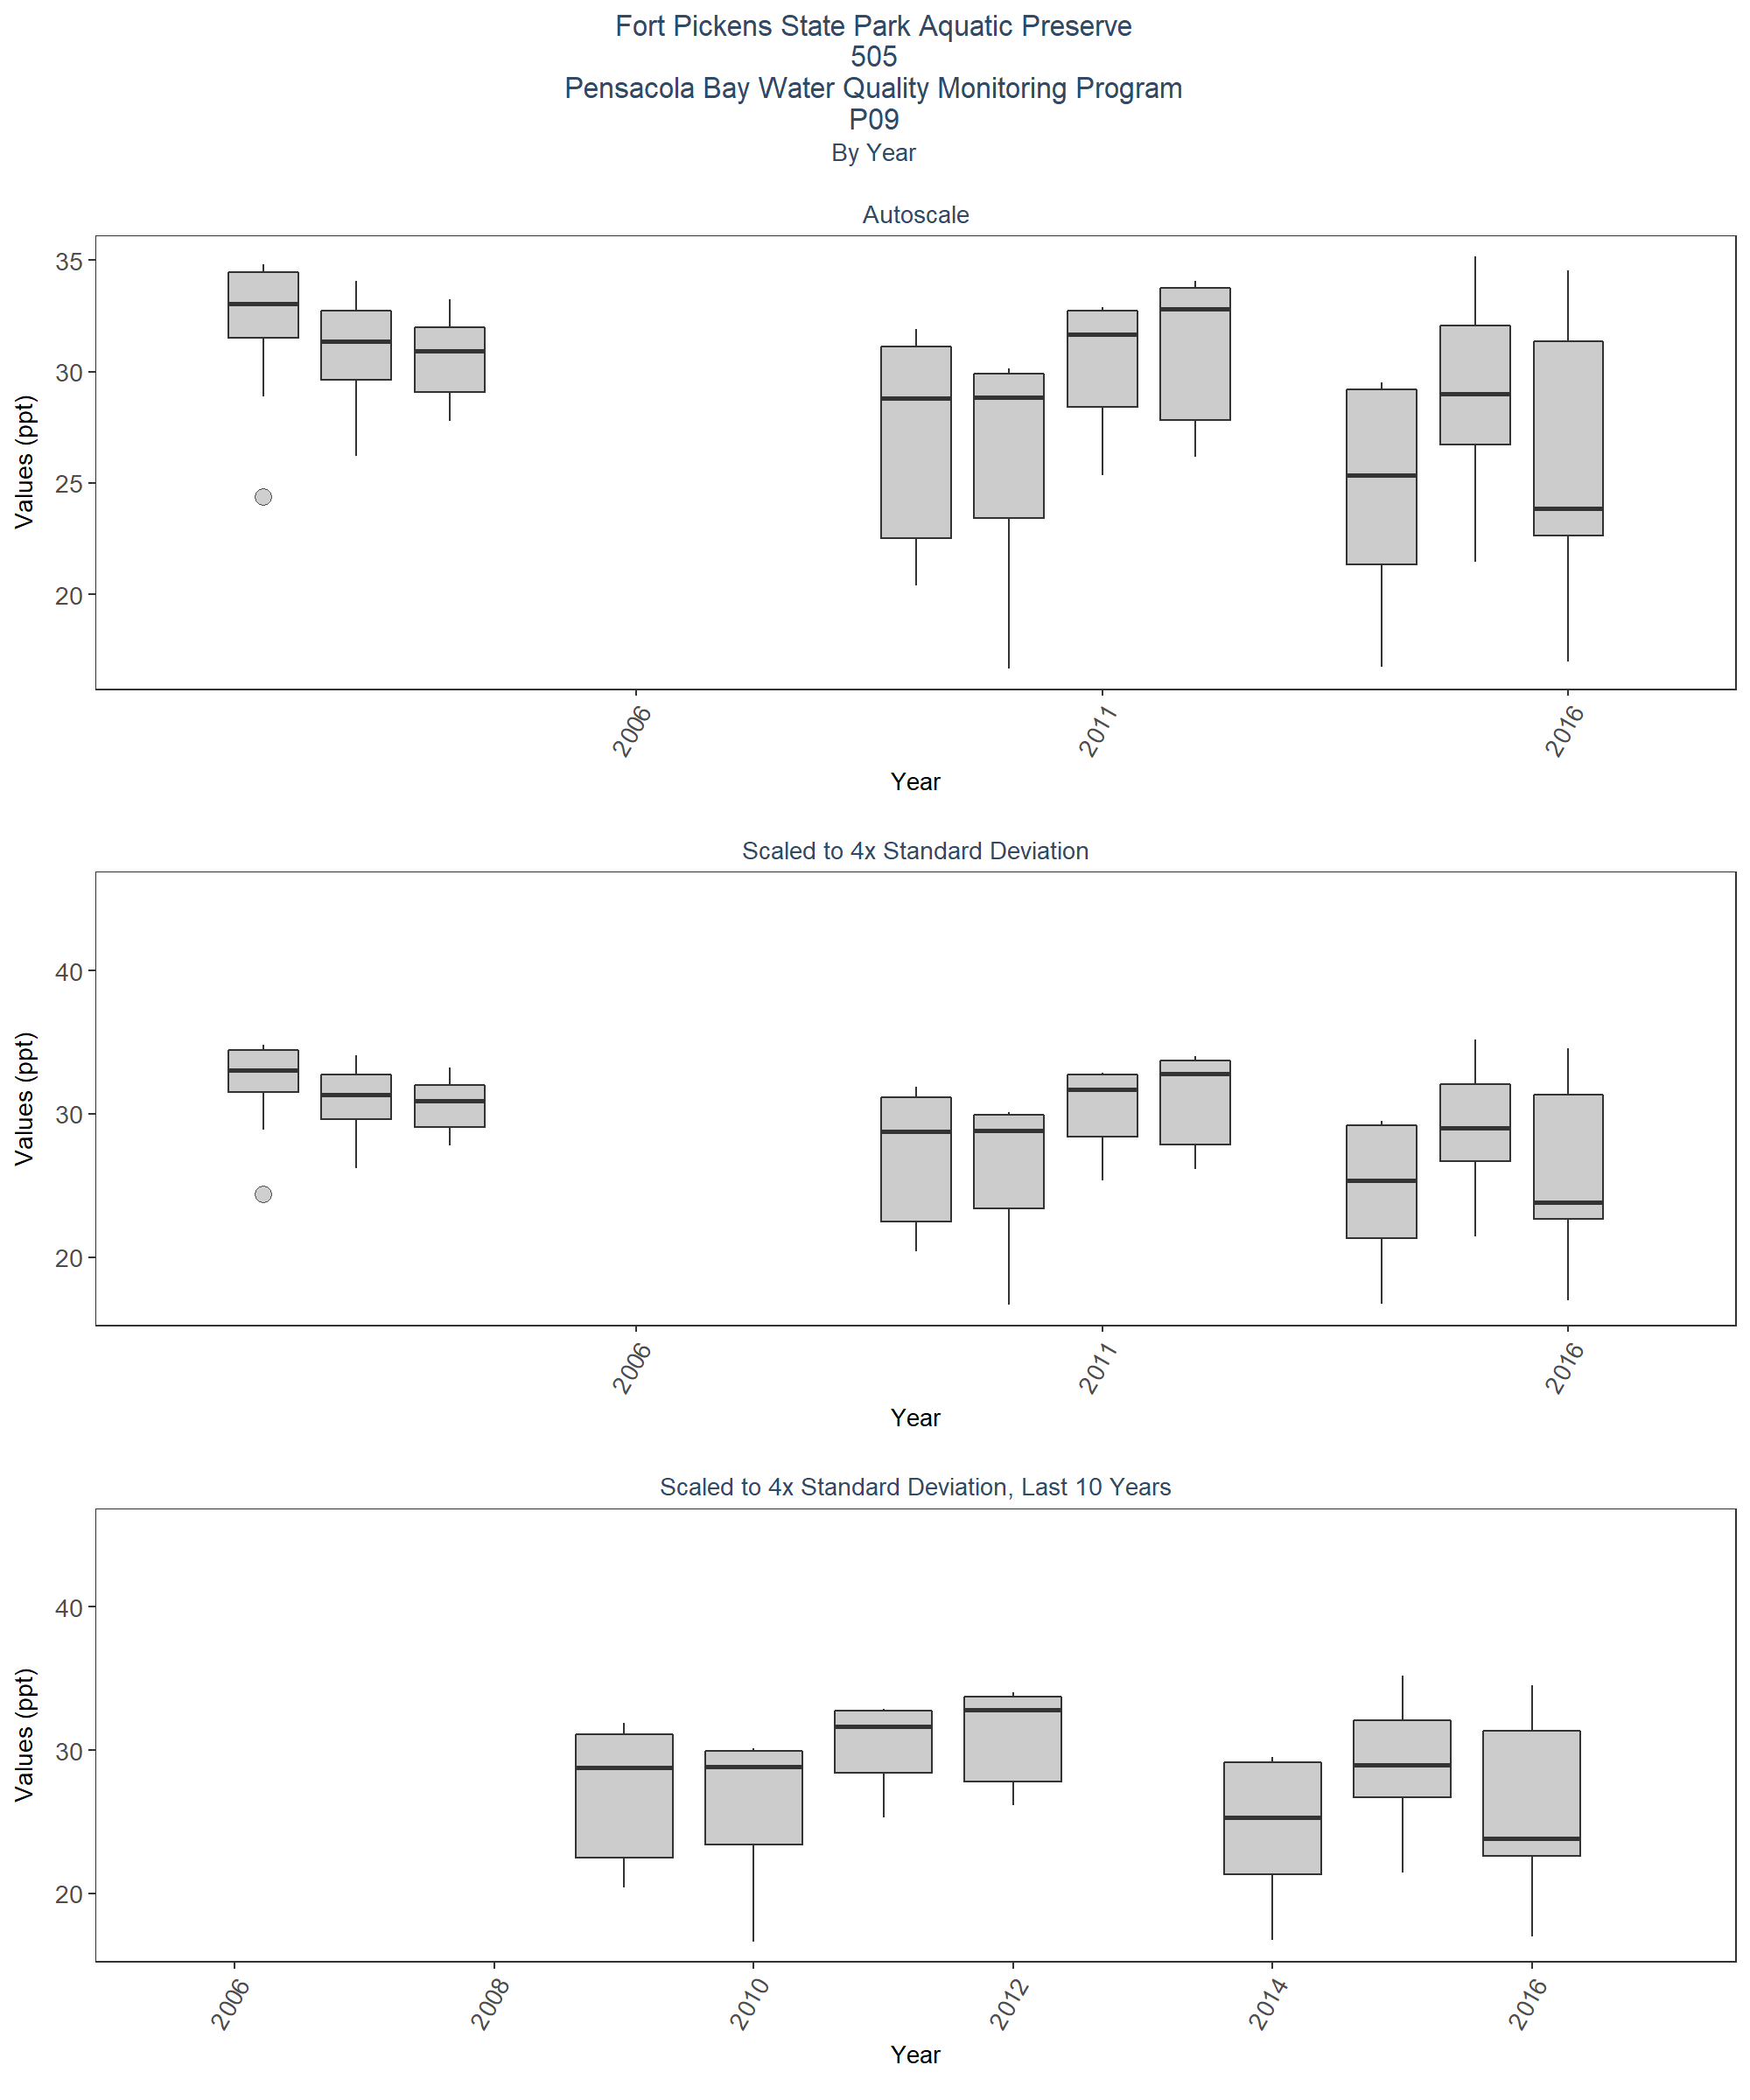 Fort Pickens State Park Aquatic Preserve
505
Pensacola Bay Water Quality Monitoring Program
P09
By Year
Autoscale
35
30
25
20
Values (ppt)
2006 2011 2016
Year
Scaled to 4x Standard Deviation
40
30
20
Values (ppt)
2006 2011 2016
Year
Scaled to 4x Standard Deviation, Last 10 Years
40
30
20
Values (ppt)
2006 2008 2010 2012 2014 2016
Year